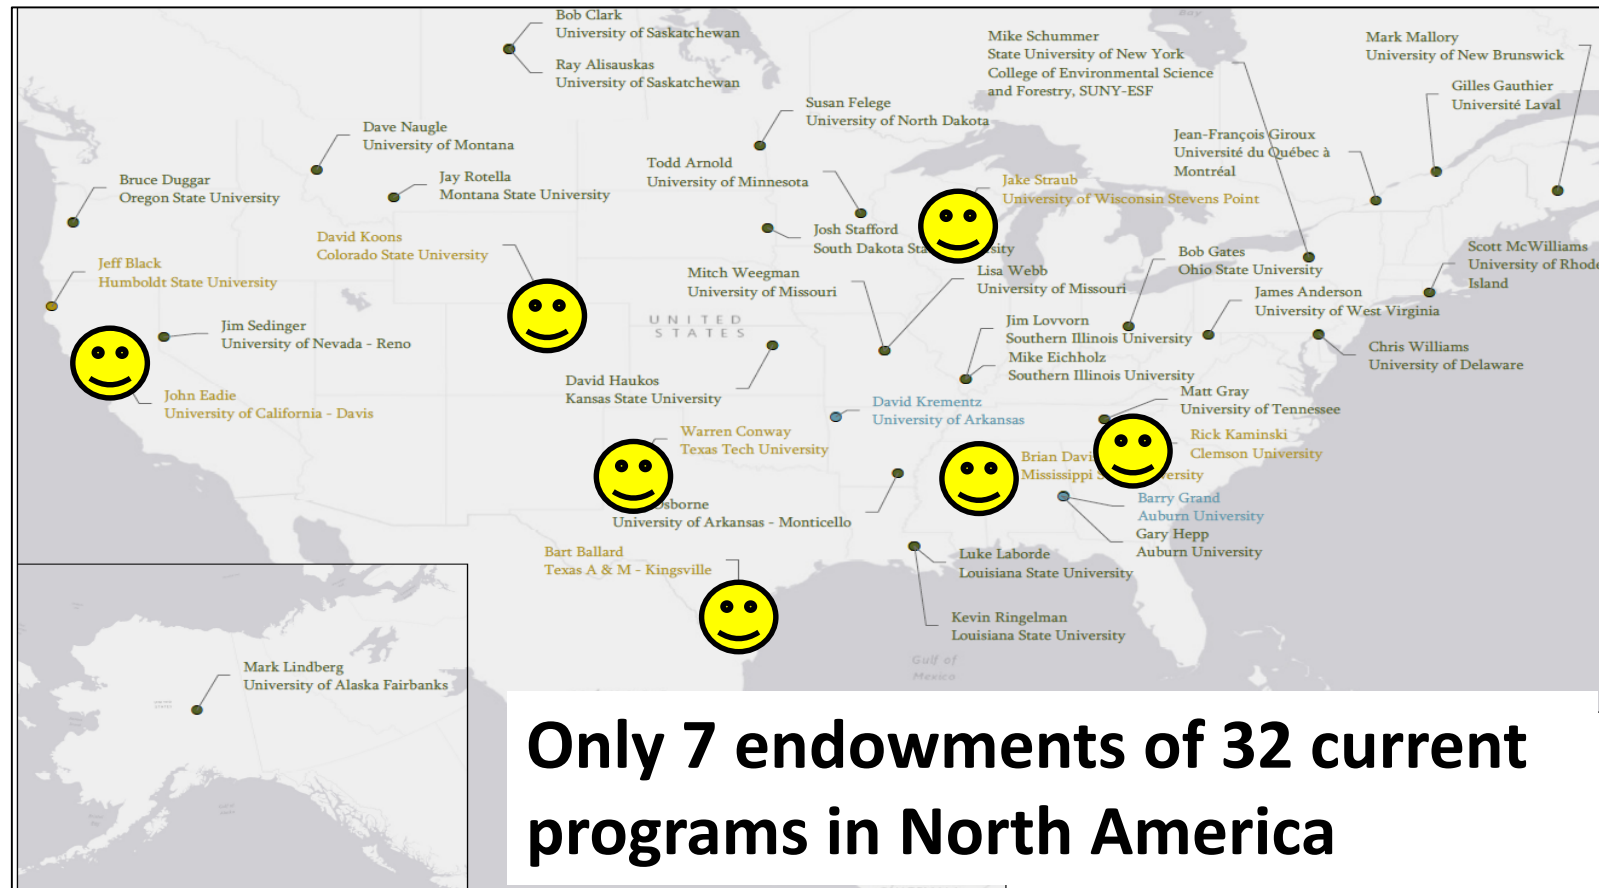 Bob Clark
University of Saskatchewan
Ray Alisauskas
University of Saskatchewan
Mike Schummer
State University of New York
College of Environmental Science
and Forestry, SUNY-ESF
Mark Mallory
University of New Brunswick
Gilles Gauthier
Université Laval
Susan Felege
University of North Dakota
Dave Naugle
University of Montana
Jean-François Giroux
Université du Québec à
Montréal
Todd Arnold
University of Minnesota
Bruce Duggar
Oregon State University
Jay Rotella
Montana State University
Jake Straub
University of Wisconsin Stevens Point
Josh Stafford
South Dakota
David Koons
Colorado State University
Bob Gates
Ohio State University
Scott McWilliams
University of Rhode
Island
Jeff Black
Humboldt State University
Mitch Weegman
University of Missouri
Lisa Webb
University of Missouri
James Anderson
University of West Virginia
Jim Sedinger
University of Nevada - Reno
UNITED
STATES
Jim Lovvorn
Southern Illinois University
Mike Eichholz
Southern Illinois University
Chris Williams
University of Delaware
David Haukos
Kansas State University
John Eadie
University of California - Davis
David Krementz
University of Arkansas
Matt Gray
University of Tennessee
Warren Conway
Texas Tech University
Rick Kaminski
Clemson University
Brian
Mississippi
Barry Grand
Auburn University
Gary Hepp
Auburn University
University of Arkansas - Monticello
Bart Ballard
Texas A & M - Kingsville
Luke Laborde
Louisiana State University
Kevin Ringelman
Louisiana State University
Gulf of
Mexico
Mark Lindberg
University of Alaska Fairbanks
Only 7 endowments of 32 current
programs in North America